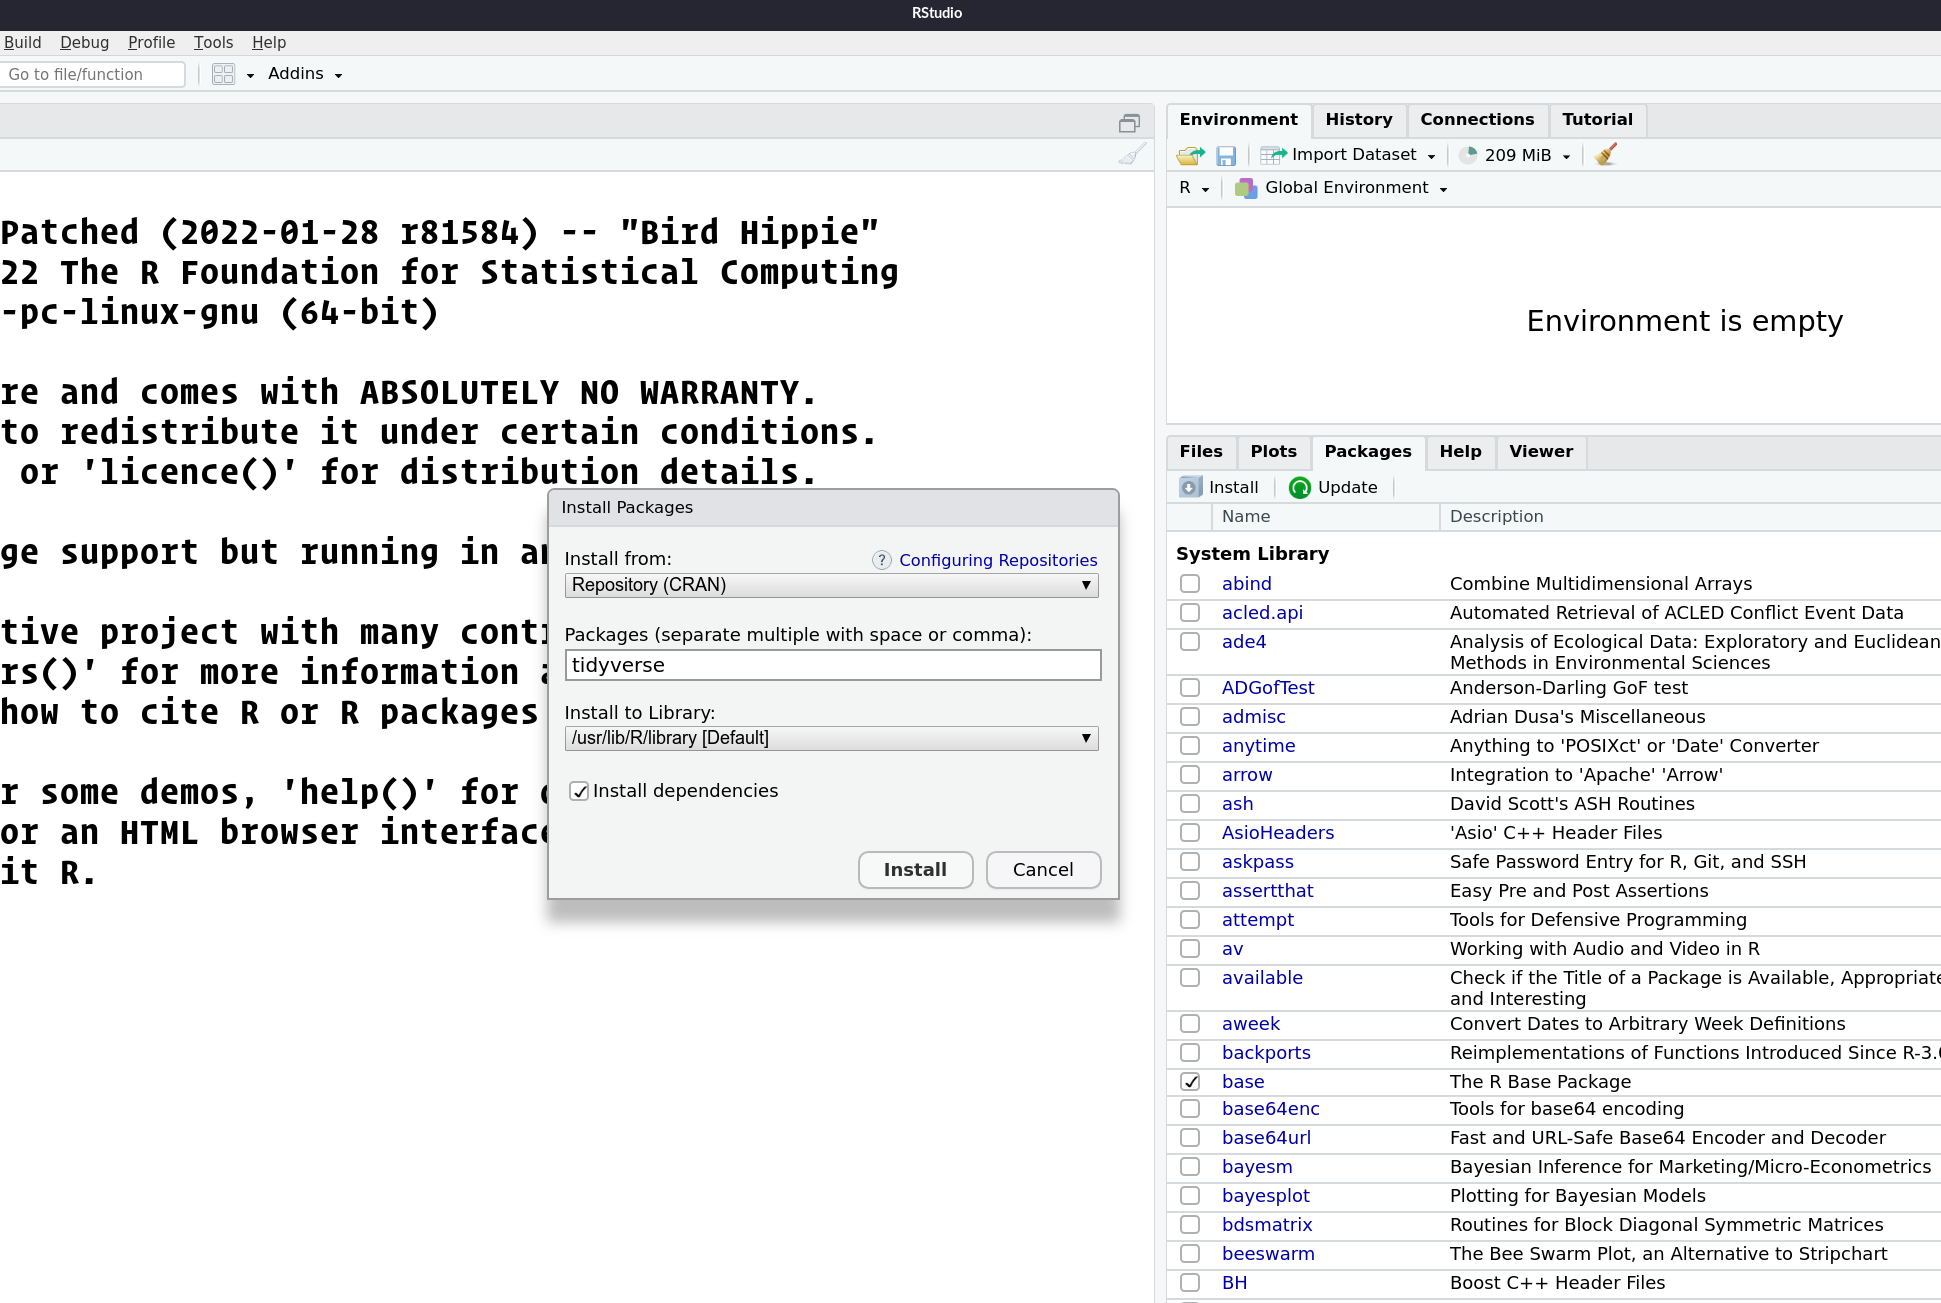 RStudio
Build Debug Profile Tools Help
Go to file/function Addins
Environment History Connections Tutorial
Import Dataset 209 MiB
R Global Environment
Environment is empty
Patched (2022-01-28 r81584) -- "Bird Hippie"
22 The R Foundation for Statistical Computing
-pc-linux-gnu (64-bit)
re and comes with ABSOLUTELY NO WARRANTY.
to redistribute it under certain conditions.
or 'licence()' for distribution details.
ge support but running in an
tive project with many cont
rs()' for more information
how to cite R or R packages
r some demos, 'help()' for
or an HTML browser interface
it R.
Install Packages
Install from:
? Configuring Repositories
Repository (CRAN)
Packages (separate multiple with space or comma):
tidyverse
Install to Library:
/usr/lib/R/library [Default]
Install dependencies
Install Cancel
Files Plots Packages Help Viewer
Install Update
Name Description
System Library
abind Combine Multidimensional Arrays
acled.api Automated Retrieval of ACLED Conflict Event Data
ade4 Analysis of Ecological Data: Exploratory and Euclidean
Methods in Environmental Sciences
ADGofTest Anderson-Darling GoF test
admisc Adrian Dusa's Miscellaneous
anytime Anything to 'POSIXct' or 'Date' Converter
arrow Integration to 'Apache' 'Arrow'
ash David Scott's ASH Routines
AsioHeaders 'Asio' C++ Header Files
askpass Safe Password Entry for R, Git, and SSH
assertthat Easy Pre and Post Assertions
attempt Tools for Defensive Programming
av Working with Audio and Video in R
available Check if the Title of a Package is Available, Appropriate
and Interesting
aweek Convert Dates to Arbitrary Week Definitions
backports Reimplementations of Functions Introduced Since R-3.0
base The R Base Package
base64enc Tools for base64 encoding
base64url Fast and URL-Safe Base64 Encoder and Decoder
bayesm Bayesian Inference for Marketing/Micro-Econometrics
bayesplot Plotting for Bayesian Models
bdsmatrix Routines for Block Diagonal Symmetric Matrices
beeswarm The Bee Swarm Plot, an Alternative to Stripchart
BH Boost C++ Header Files